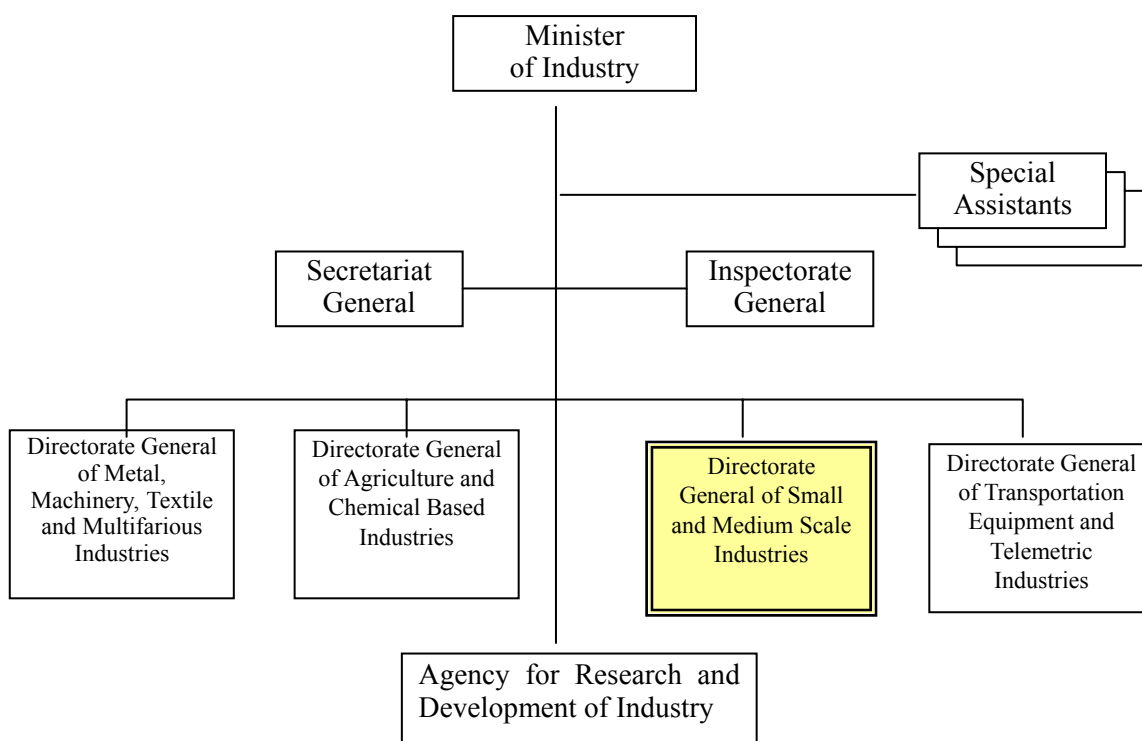 Minister
of Industry
Special
Assistants
Secretariat
General
Inspectorate
General
Directorate General
of Metal,
Machinery, Textile
and Multifarious
Industries
Directorate General
of Agriculture and
Chemical Based
Industries
Directorate
General of Small
and Medium Scale
Industries
Directorate General
of Transportation
Equipment and
Telemetric
Industries
Agency for Research and
Development of Industry